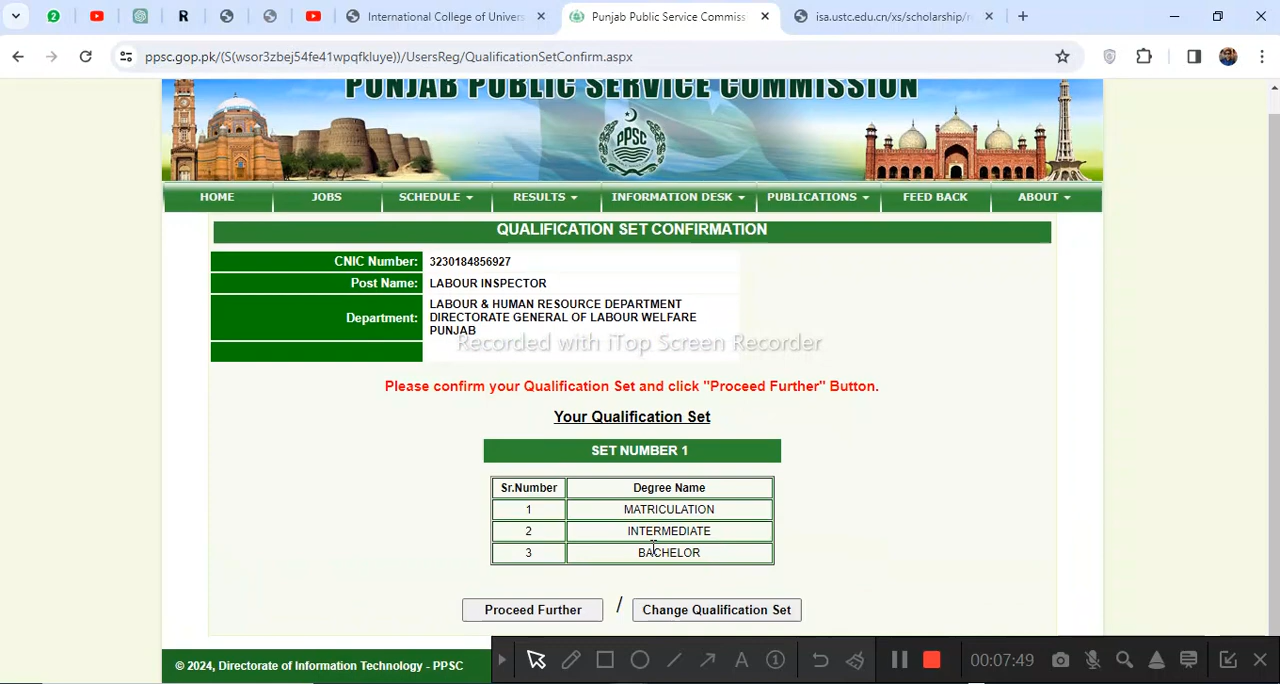 2
R
International College of Univers
Punjab Public Service Commiss
isa.ustc.edu.cn/xs/scholarship/
ppsc.gop.pk/(S(wsor3zbej54fe41wpqfkluye))/UsersReg/QualificationSetConfirm.aspx
PUNJAB PUBLIC SERVICE COMMISSION
PPSC
HOME
JOBS
SCHEDULE
RESULTS
INFORMATION DESK
PUBLICATIONS
FEED BACK
ABOUT
QUALIFICATION SET CONFIRMATION
CNIC Number: 3230184856927
Post Name: LABOUR INSPECTOR
Department: LABOUR & HUMAN RESOURCE DEPARTMENT
DIRECTORATE GENERAL OF LABOUR WELFARE
PUNJAB
Recorded with iTop Screen Recorder
Please confirm your Qualification Set and click "Proceed Further" Button.
Your Qualification Set
SET NUMBER 1
Sr.Number Degree Name
1 MATRICULATION
2 INTERMEDIATE
3 BACHELOR
Proceed Further / Change Qualification Set
© 2024, Directorate of Information Technology - PPSC
A
1
00:07:49